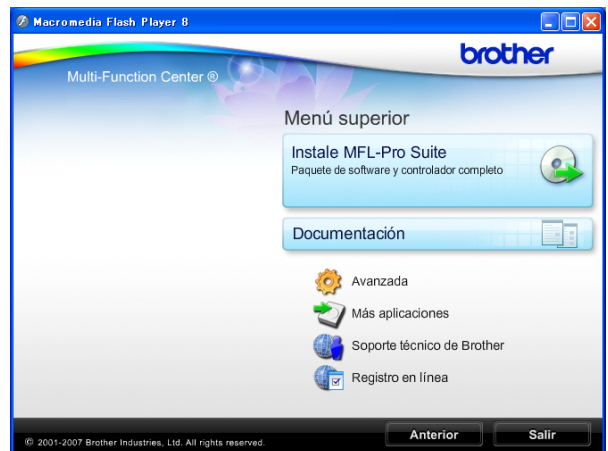 Macromedia Flash Player 8
brother
Multi-Function Center ®
Menú superior
Instale MFL-Pro Suite
Paquete de software y controlador completo
Documentación
Avanzada
Más aplicaciones
Soporte técnico de Brother
Registro en línea
© 2001-2007 Brother Industries, Ltd. All rights reserved.
Anterior
Salir